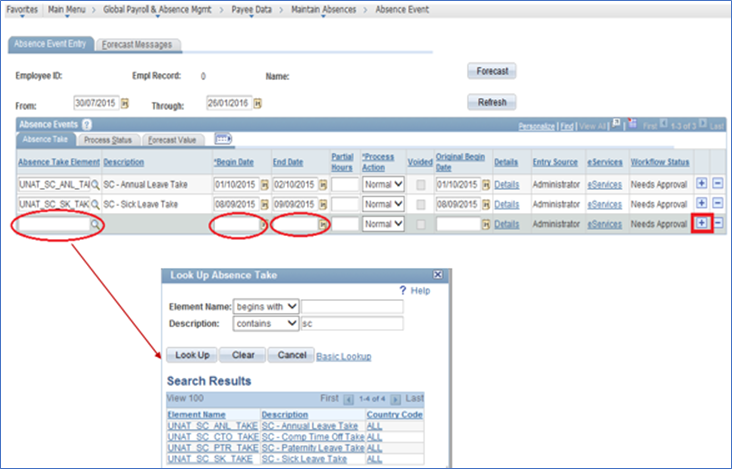 Favorites Main Menu > Global Payroll & Absence Mgmt > Payee Data > Maintain Absences > Absence Event
Absence Event Entry Forecast Messages
Employee ID: Empl Record: 0 Name: Forecast
From: 30/07/2015 Through: 26/01/2016 Refresh
Absence Events ? Personalize | Find | View All | First 1-3 of 3 Last
Absence Take Process Status Forecast Value
Absence Take Element Description *Begin Date End Date Partial Hours *Process Action Voided Original Begin Date Details Entry Source eServices Workflow Status
UNAT_SC_ANL_TAI SC - Annual Leave Take 01/10/2015 02/10/2015 Normal 01/10/2015 Details Administrator eServices Needs Approval + -
UNAT_SC_SK_TAK SC - Sick Leave Take 08/09/2015 09/09/2015 Normal 08/09/2015 Details Administrator eServices Needs Approval + -
Normal Details Administrator eServices Needs Approval + -
Look Up Absence Take X
? Help
Element Name: begins with
Description: contains sc
Look Up Clear Cancel Basic Lookup
Search Results
View 100 First 1-4 of 4 Last
Element Name Description Country Code
UNAT_SC_ANL_TAKE SC - Annual Leave Take ALL
UNAT_SC_CTO_TAKE SC - Comp Time Off Take ALL
UNAT_SC_PTR_TAKE SC - Paternity Leave Take ALL
UNAT_SC_SK_TAKE SC - Sick Leave Take ALL